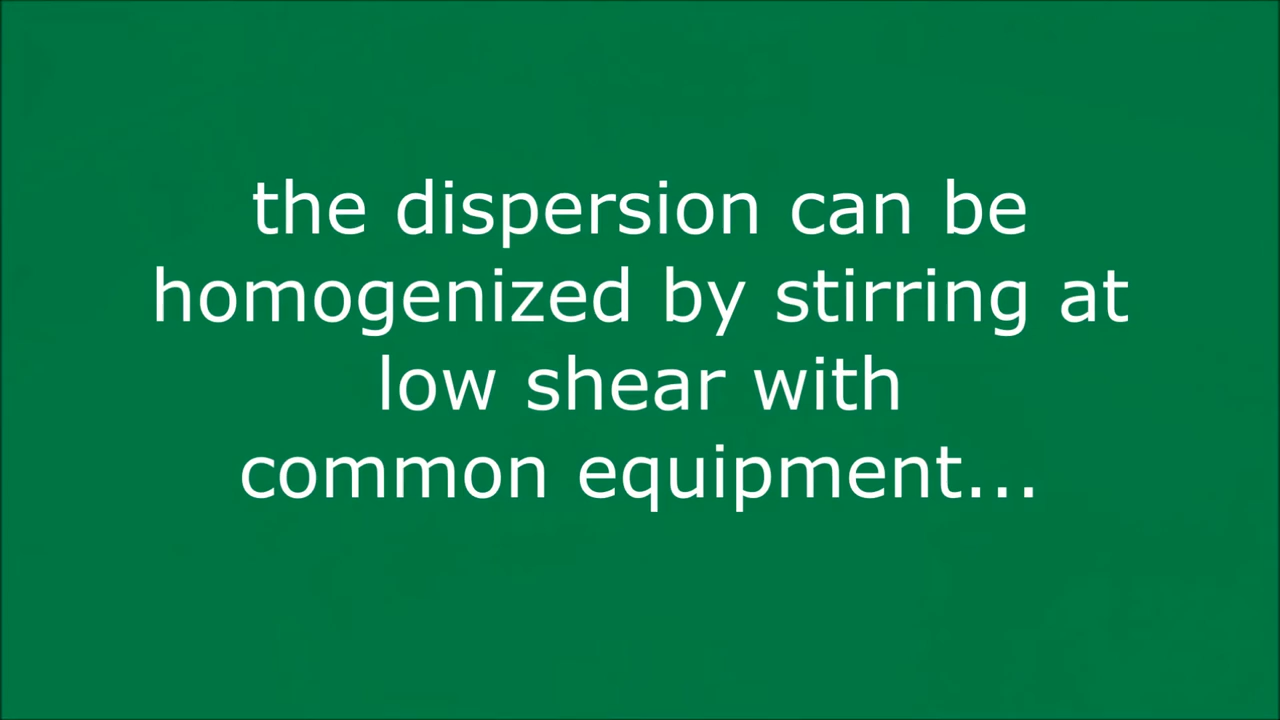 the dispersion can be
homogenized by stirring at
low shear with
common equipment...